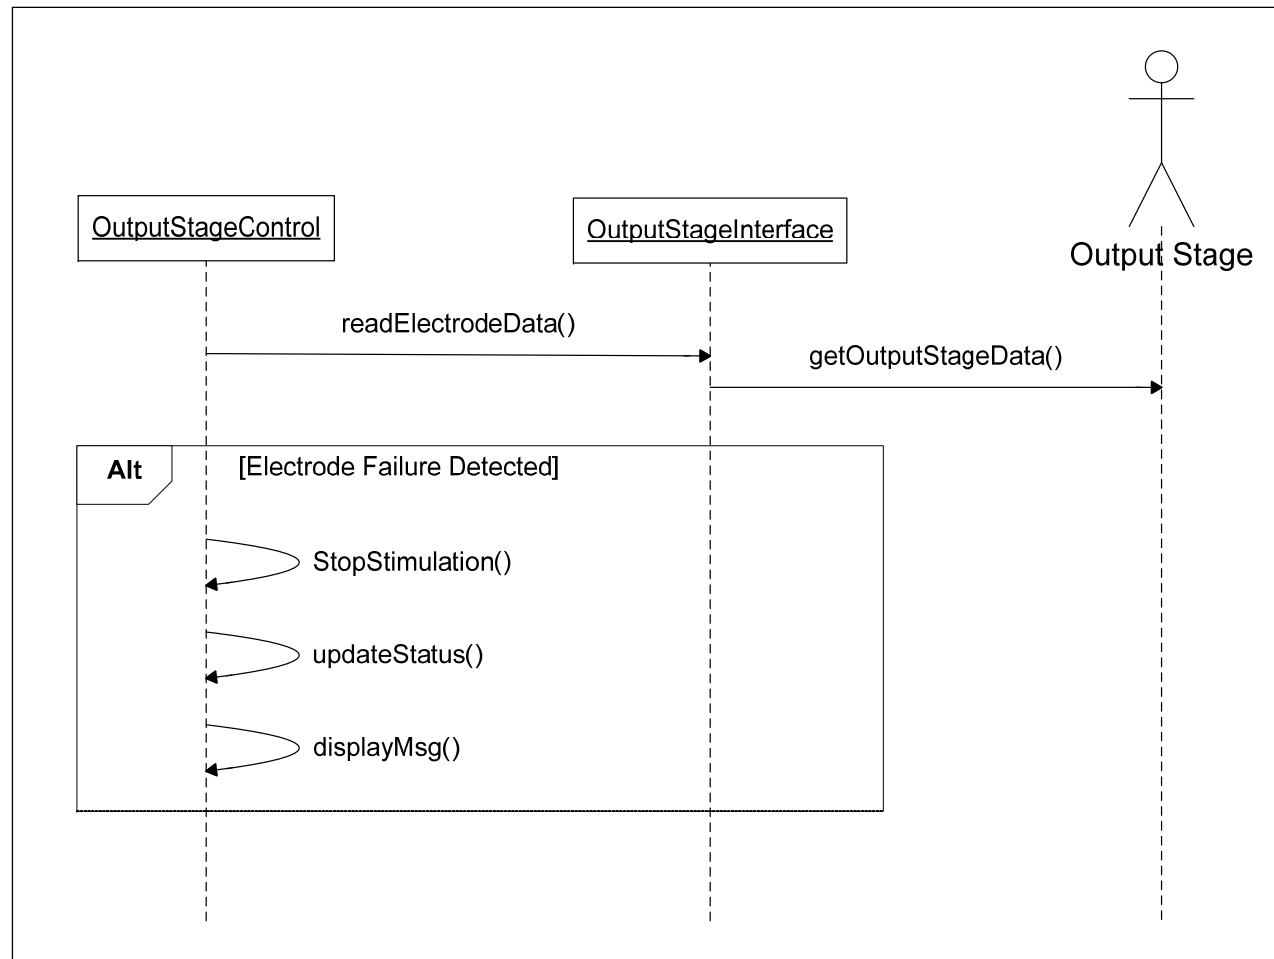 OutputStageControl
OutputStageInterface
Output Stage
readElectrodeData()
getOutputStageData()
Alt
[Electrode Failure Detected]
StopStimulation()
updateStatus()
displayMsg()